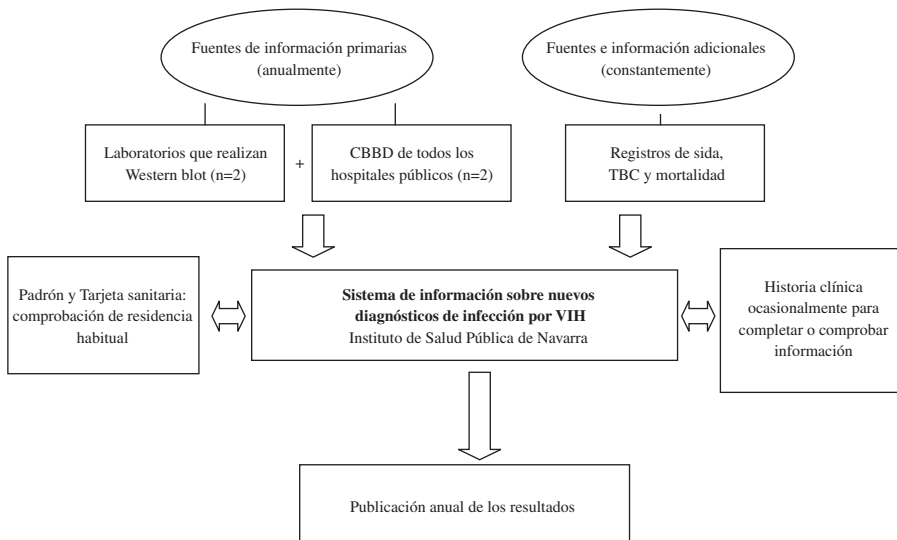 Fuentes de información primarias
(anualmente)
Fuentes e información adicionales
(constantemente)
Laboratorios que realizan
Western blot (n=2)
+
CBBD de todos los
hospitales públicos (n=2)
Registros de sida,
TBC y mortalidad
Padrón y Tarjeta sanitaria:
comprobación de residencia
habitual
Sistema de información sobre nuevos
diagnósticos de infección por VIH
Instituto de Salud Pública de Navarra
Historia clínica
ocasionalmente para
completar o comprobar
información
Publicación anual de los resultados